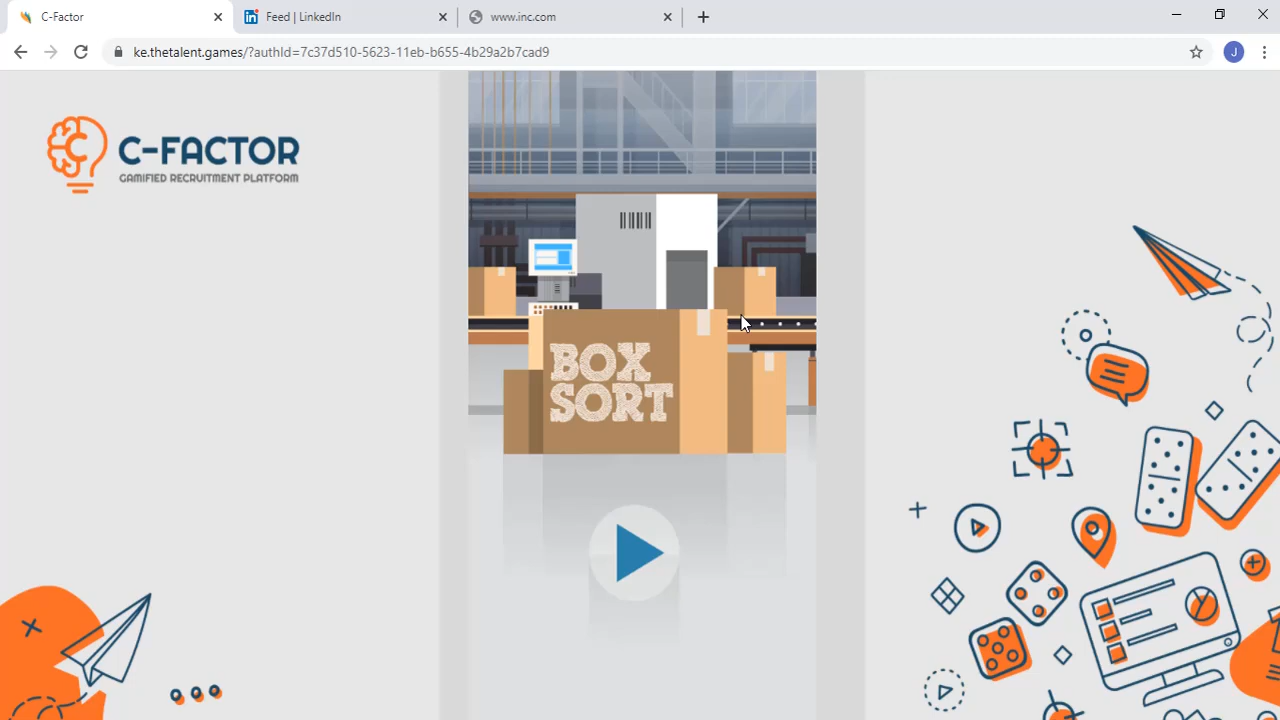 C-Factor
Feed | LinkedIn
www.inc.com
ke.thetalent.games/?authId=7c37d510-5623-11eb-b655-4b29a2b7cad9
J
C-FACTOR
GAMIFIED RECRUITMENT PLATFORM
BOX
SORT